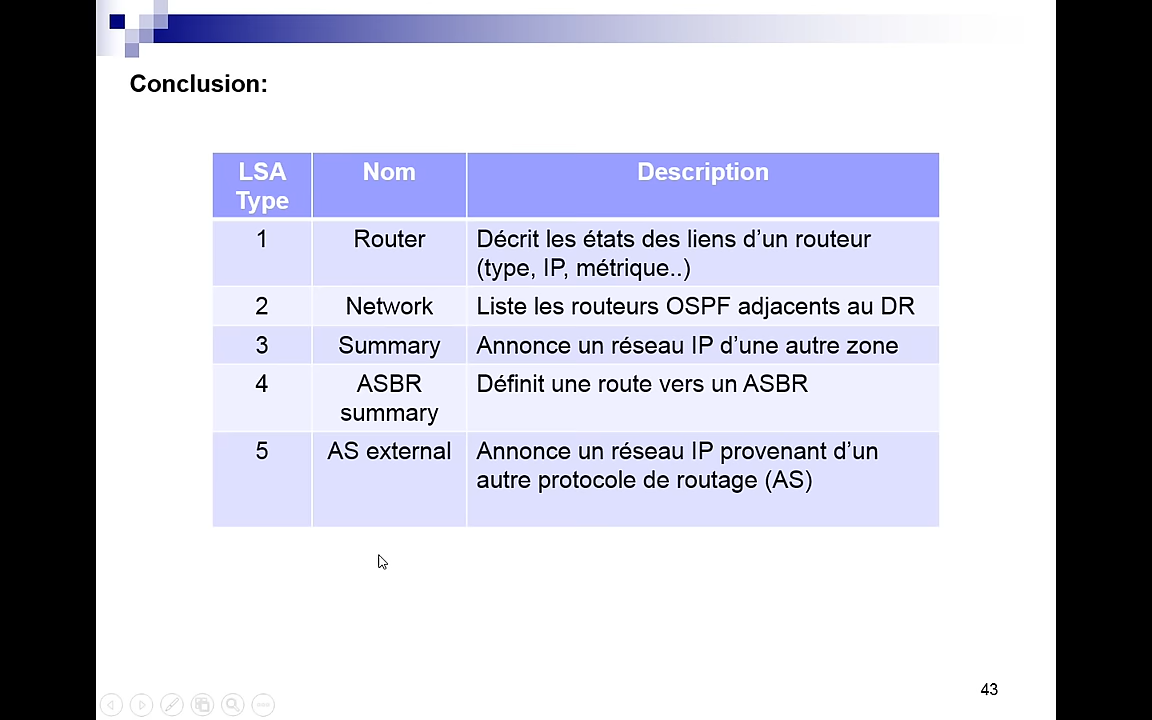 Conclusion:
LSA
Type
Nom
Description
1
Router
Décrit les états des liens d’un routeur
(type, IP, métrique..)
2
Network
Liste les routeurs OSPF adjacents au DR
3
Summary
Annonce un réseau IP d’une autre zone
4
ASBR
summary
Définit une route vers un ASBR
5
AS external
Annonce un réseau IP provenant d’un
autre protocole de routage (AS)
43